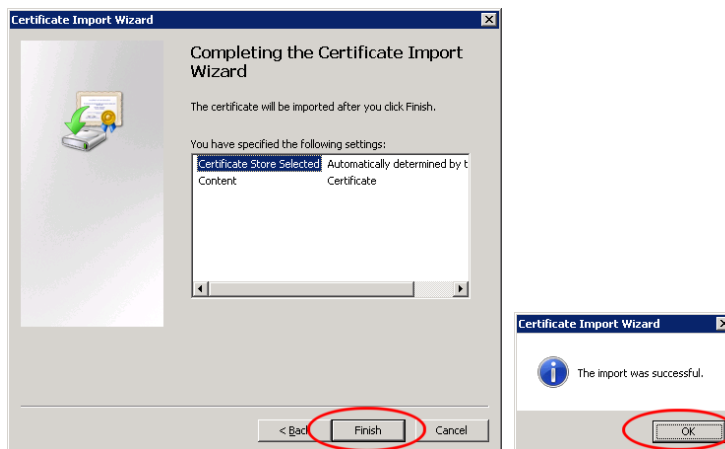 Certificate Import Wizard
Completing the Certificate Import
Wizard
The certificate will be imported after you click Finish.
You have specified the following settings:
Certificate Store Selected Automatically determined by t
Content Certificate
< Back Finish Cancel
Certificate Import Wizard
The import was successful.
OK